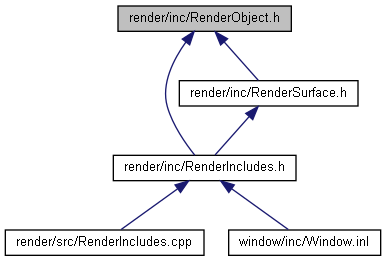 render/inc/RenderObject.h
render/inc/RenderSurface.h
render/inc/RenderIncludes.h
render/src/RenderIncludes.cpp
window/inc/Window.inl